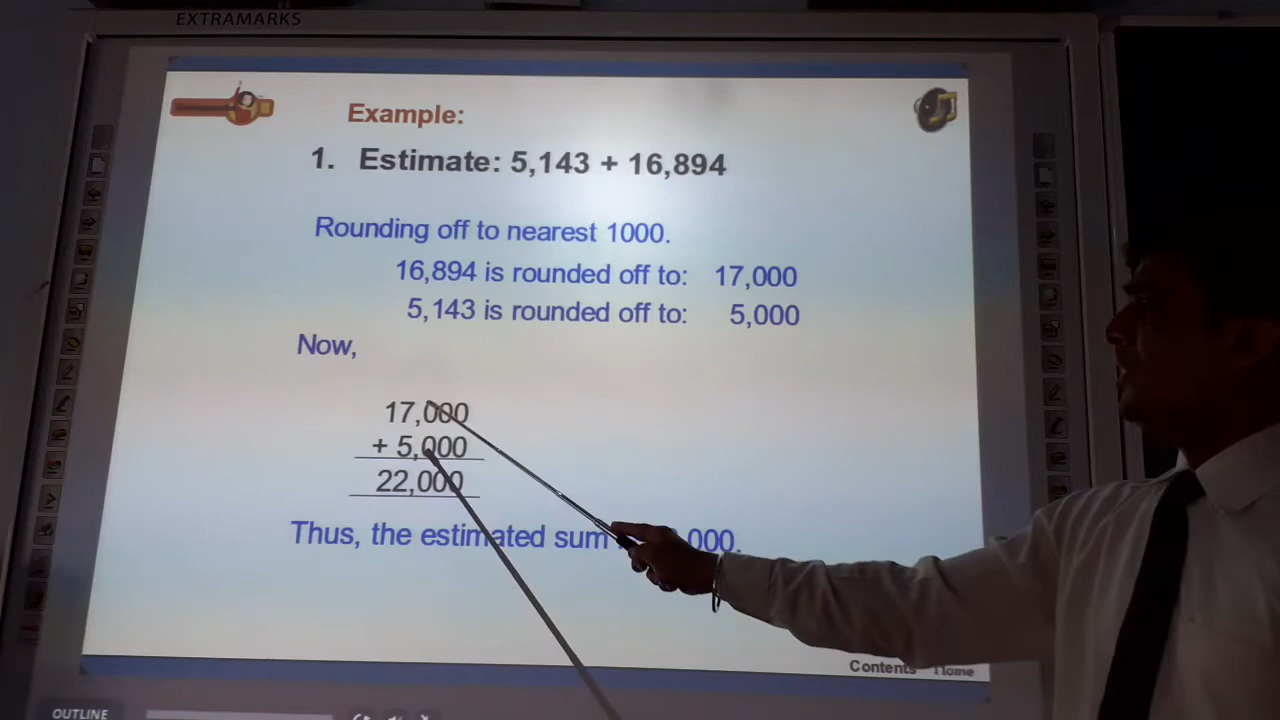 EXTRAMARKS
Example:
1. Estimate: 5,143 + 16,894
Rounding off to nearest 1000.
16,894 is rounded off to: 17,000
5,143 is rounded off to: 5,000
Now,
17,000
+ 5,000
22,000
Thus, the estimated sum ,000.
Contents Home
OUTLINE